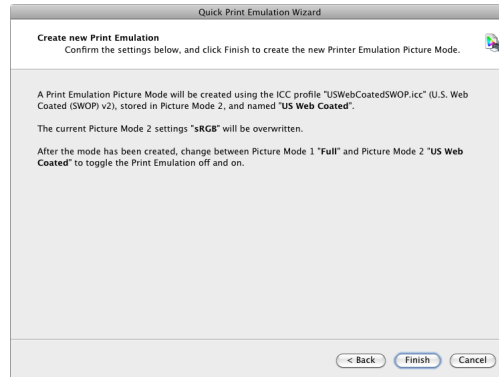 Quick Print Emulation Wizard
Create new Print Emulation
Confirm the settings below, and click Finish to create the new Printer Emulation Picture Mode.
A Print Emulation Picture Mode will be created using the ICC profile "USWebCoatedSWOP.icc" (U.S. Web
Coated (SWOP) v2), stored in Picture Mode 2, and named "US Web Coated".
The current Picture Mode 2 settings "sRGB" will be overwritten.
After the mode has been created, change between Picture Mode 1 "Full" and Picture Mode 2 "US Web
Coated" to toggle the Print Emulation off and on.
< Back Finish Cancel